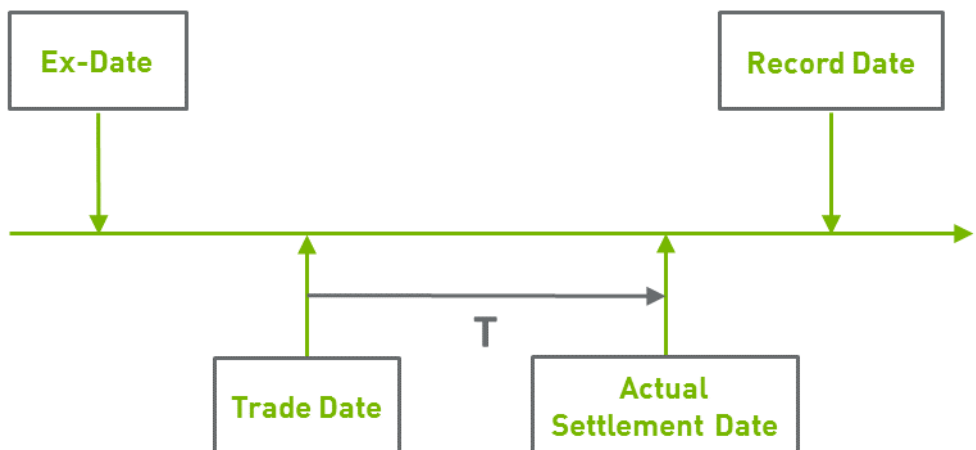 Ex-Date
Record Date
T
Trade Date
Actual
Settlement Date